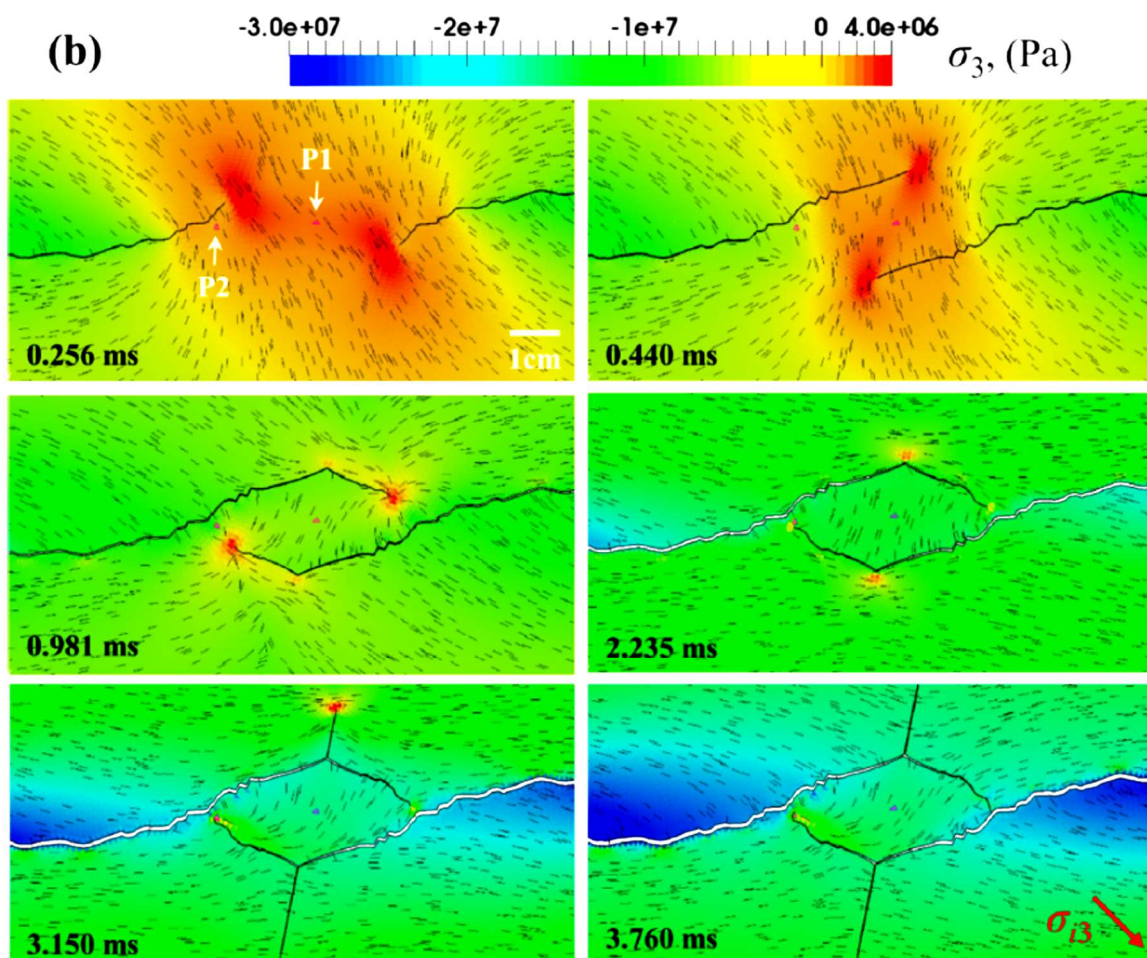 (b)
-3.0e+07 -2e+7 -1e+7 0 4.0e+06
σ3, (Pa)
P1
P2
0.256 ms
1cm
0.440 ms
0.981 ms
2.235 ms
3.150 ms
3.760 ms
σi3